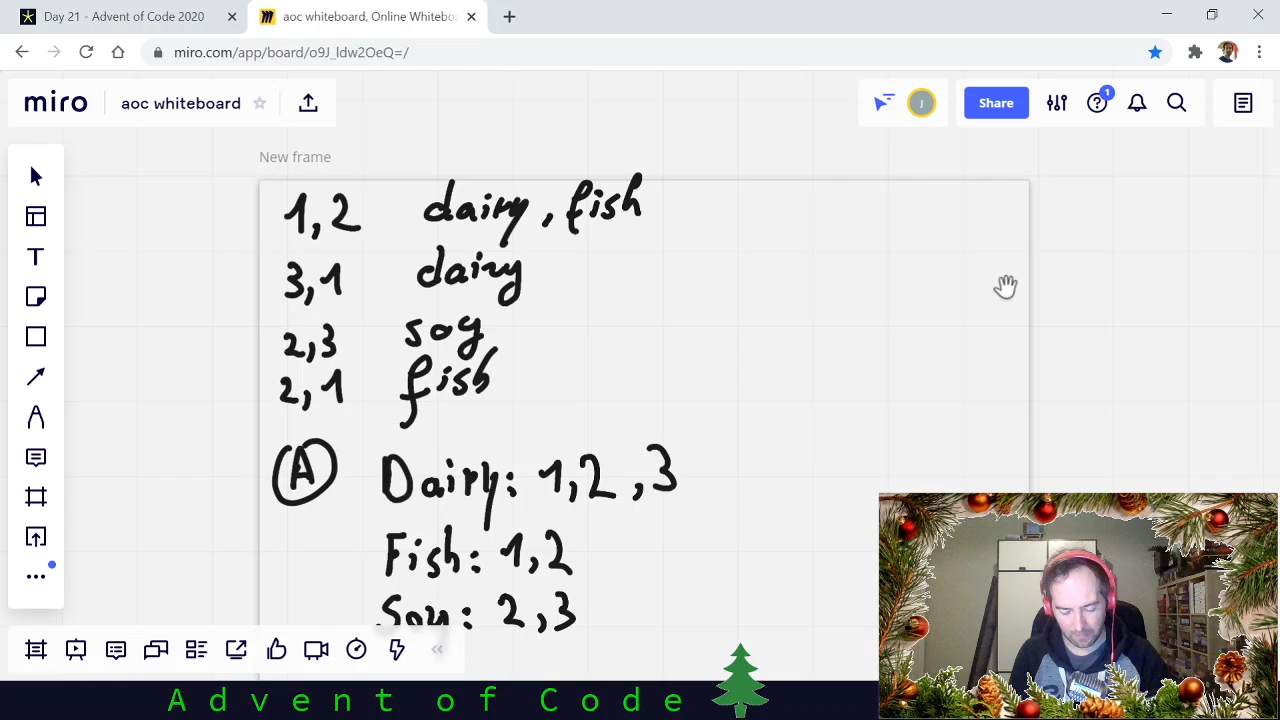 Day 21 - Advent of Code 2020
aoc whiteboard, Online Whitebo
miro.com/app/board/o9J_ldw2OeQ=/
miro
aoc whiteboard
J
Share
1
New frame
1,2 dairy, fish
3,1 dairy
2,3 soy
2,1 fish
A Dairy: 1,2,3
Fish: 1,2
Soy: 2,3
Advent of Code